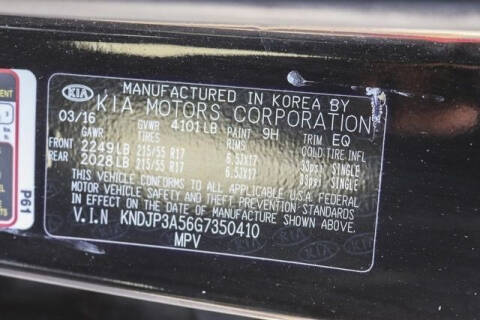 KIA MANUFACTURED IN KOREA BY
KIA MOTORS CORPORATION
03/16 GVWR 4101LB PAINT 9H TRIM EQ
GAWR TIRES RIMS COLD TIRE INFL
FRONT 2249LB 215/55 R17 6.5JX17 33psi SINGLE
REAR 2028LB 215/55 R17 6.5JX17 33psi SINGLE
THIS VEHICLE CONFORMS TO ALL APPLICABLE U.S.A. FEDERAL
MOTOR VEHICLE SAFETY AND THEFT PREVENTION STANDARDS
IN EFFECT ON THE DATE OF MANUFACTURE SHOWN ABOVE.
V.I.N KNDJP3A56G7350410
MPV
P61